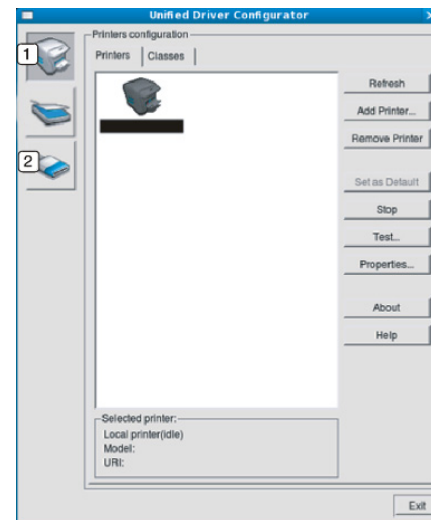 Unified Driver Configurator
1
2
Printers configuration
Printers
Classes
Refresh
Add Printer...
Remove Printer
Set as Default
Stop
Test...
Properties...
About
Help
Selected printer:
Local printer(idle)
Model:
URI:
Exit